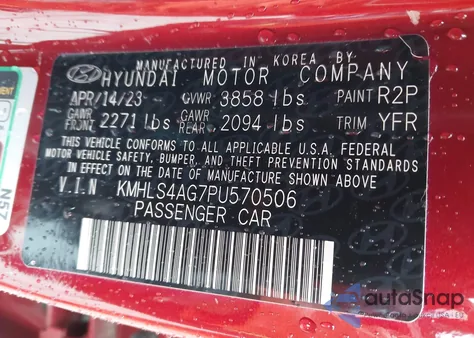 MANUFACTURED IN KOREA BY
HYUNDAI MOTOR COMPANY
APR/14/23 GVWR 3858 lbs PAINT R2P
GAWR FRONT 2271 lbs GAWR REAR 2094 lbs TRIM YFR
THIS VEHICLE CONFORMS TO ALL APPLICABLE U.S.A. FEDERAL
MOTOR VEHICLE SAFETY, BUMPER, AND THEFT PREVENTION STANDARDS
IN EFFECT ON THE DATE OF MANUFACTURE SHOWN ABOVE
V.I.N KMHLS4AG7PU570506
PASSENGER CAR
N57
autoSnap